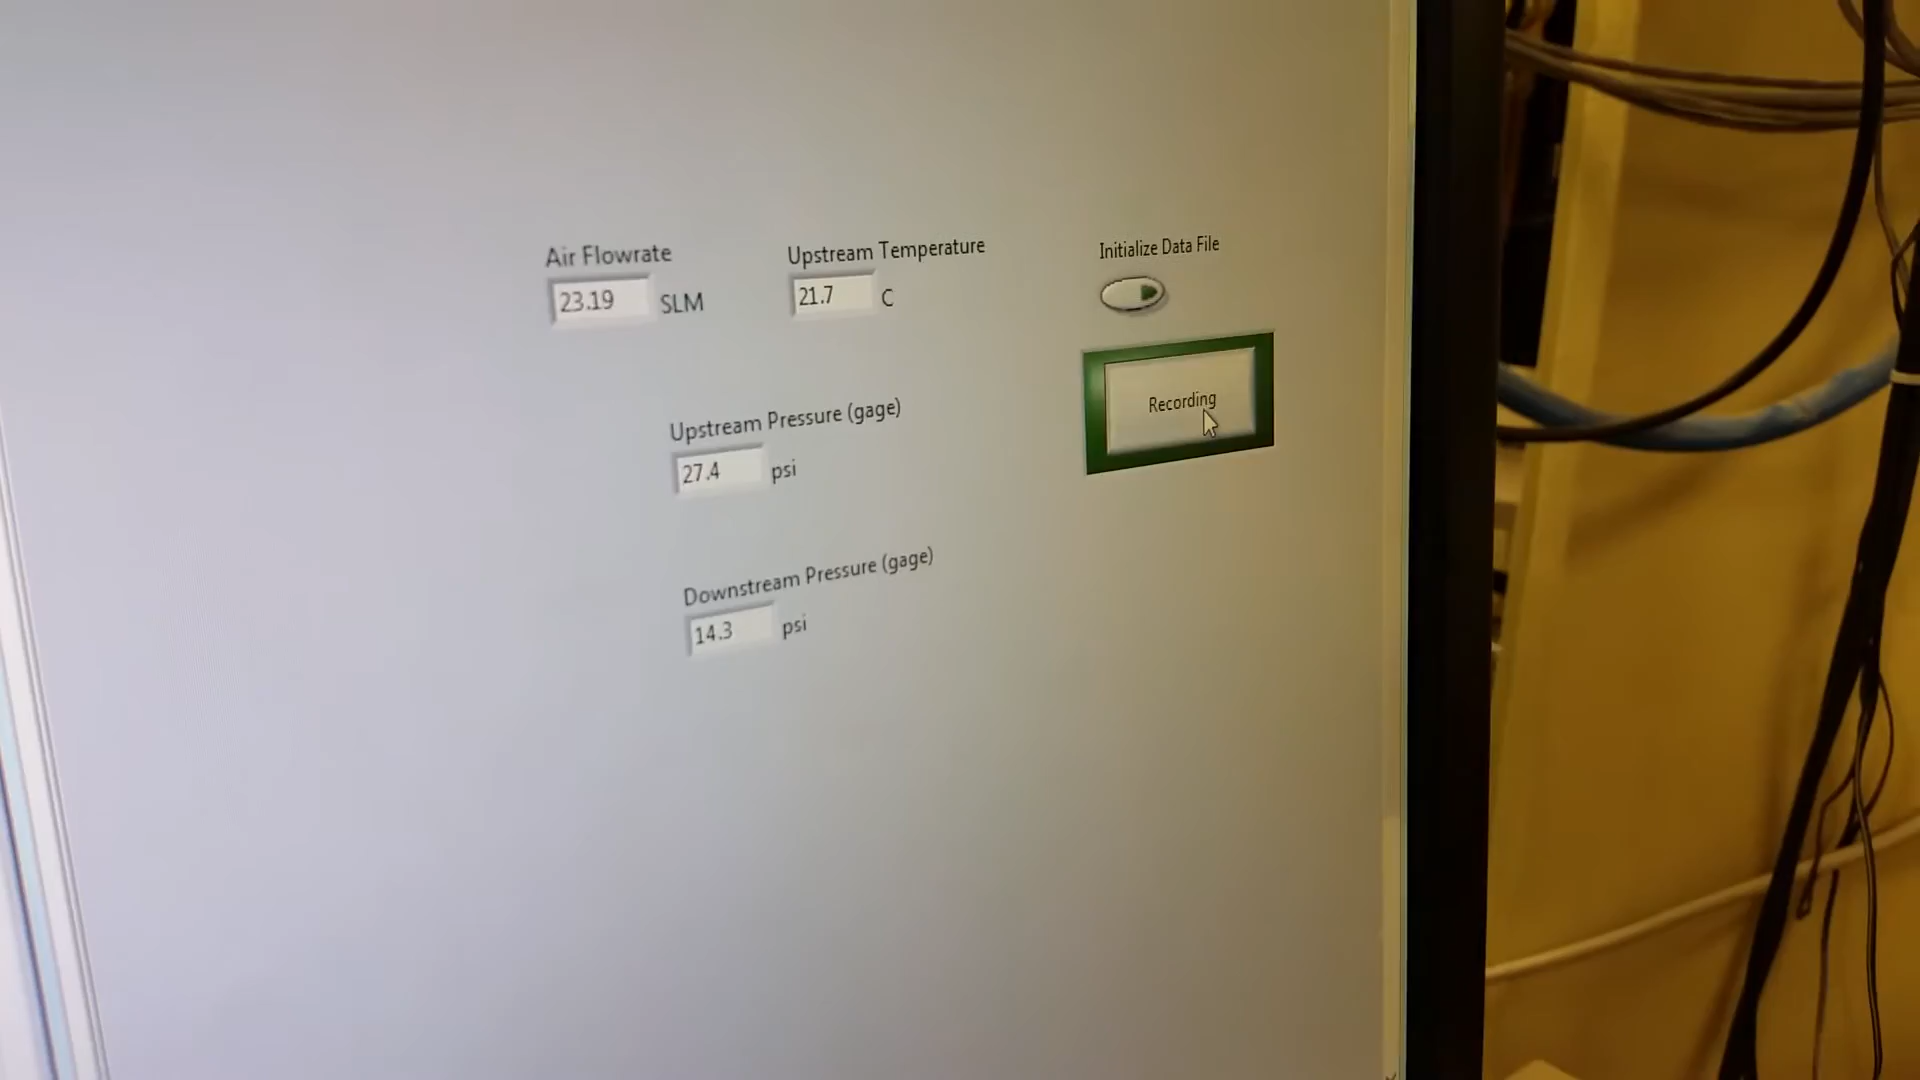 Air Flowrate
23.19 SLM
Upstream Temperature
21.7 C
Initialize Data File
Recording
Upstream Pressure (gage)
27.4 psi
Downstream Pressure (gage)
14.3 psi